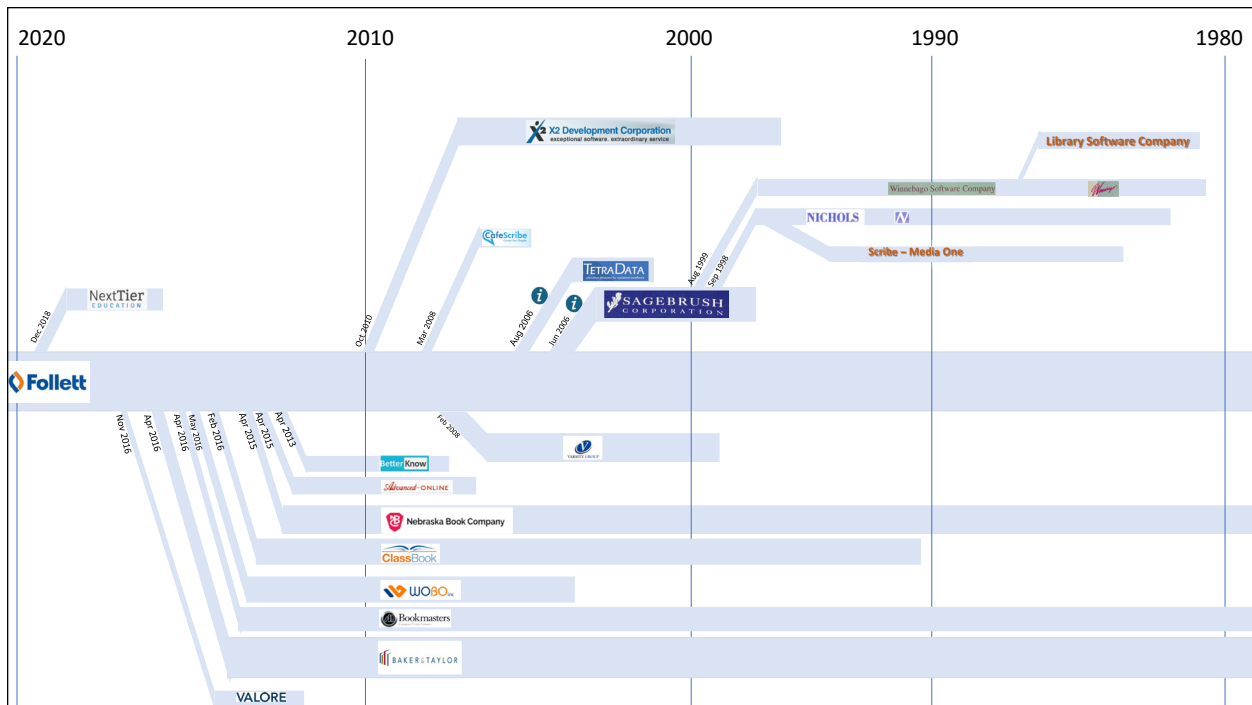 2020
2010
2000
1990
1980
X2
X2 Development Corporation
exceptional software. extraordinary service
Library Software Company
Winnebago Software Company
NICHOLS
N
Scribe – Media One
CafeScribe
TETRADATA
i
i
SAGEBRUSH
CORPORATION
NextTier
EDUCATION
Dec 2018
Oct 2010
Mar 2008
Aug 2006
Jun 2006
Aug 1999
Sep 1998
Follett
Nov 2016
Apr 2016
Apr 2016
May 2016
Feb 2016
Apr 2015
Apr 2015
Apr 2013
Feb 2008
V
VARSITY GROUP
BetterKnow
Advanced-ONLINE
NBC
Nebraska Book Company
ClassBook
WOBO Inc.
Bookmasters
BAKER & TAYLOR
VALORE